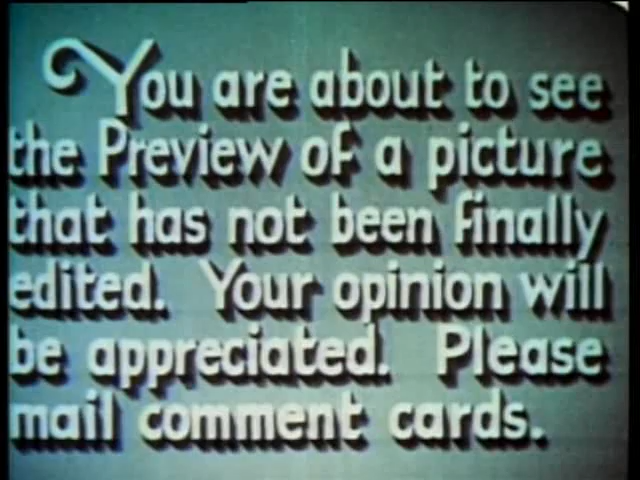 You are about to see
the Preview of a picture
that has not been finally
edited. Your opinion will
be appreciated. Please
mail comment cards.